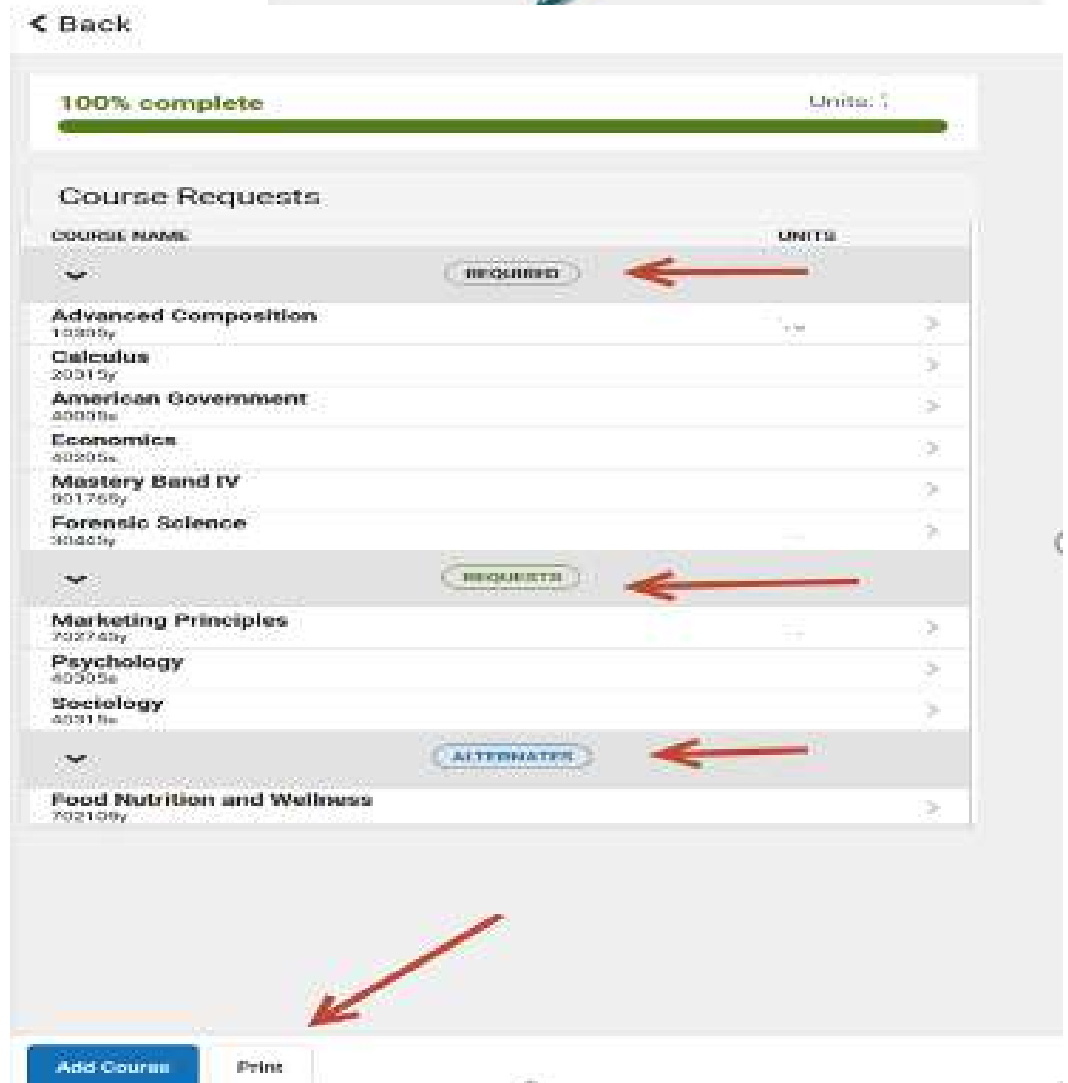 < Back
100% complete Units:
Course Requests
COURSE NAME UNITS
REQUIRED
Advanced Composition
Calculus
20315y
American Government
Economics
Mastery Band IV
Forensic Science
REQUESTS
Marketing Principles
Psychology
Sociology
ALTERNATES
Food Nutrition and Wellness
702109y
Add Course Print